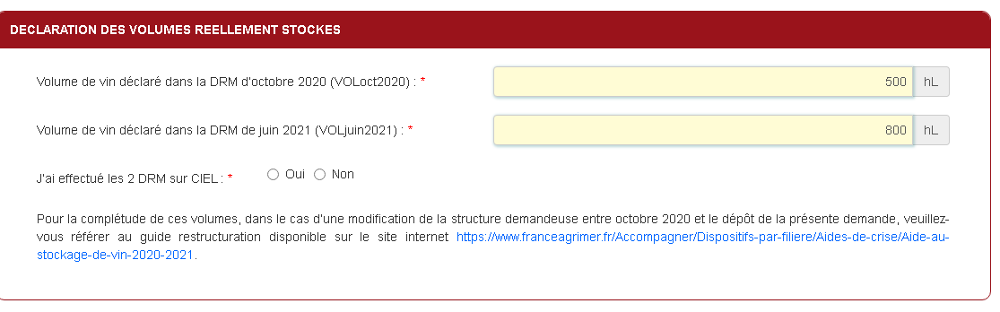 DECLARATION DES VOLUMES REELLEMENT STOCKES
Volume de vin déclaré dans la DRM d'octobre 2020 (VOLoct2020) : * 500 hL
Volume de vin déclaré dans la DRM de juin 2021 (VOLjuin2021) : * 800 hL
J'ai effectué les 2 DRM sur CIEL : * Oui Non
Pour la complétude de ces volumes, dans le cas d'une modification de la structure demandeuse entre octobre 2020 et le dépôt de la présente demande, veuillez-
vous référer au guide restructuration disponible sur le site internet https://www.franceagrimer.fr/Accompagner/Dispositifs-par-filiere/Aides-de-crise/Aide-au-
stockage-de-vin-2020-2021.